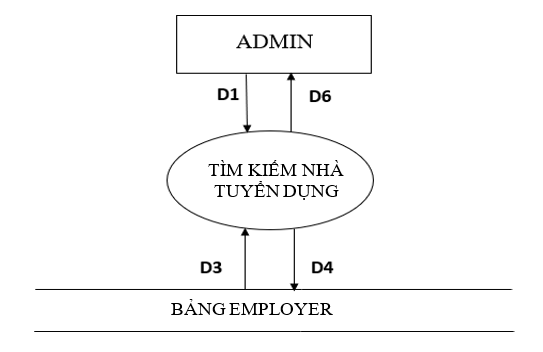 ADMIN
D1
D6
TÌM KIẾM NHÀ
TUYỂN DỤNG
D3
D4
BẢNG EMPLOYER